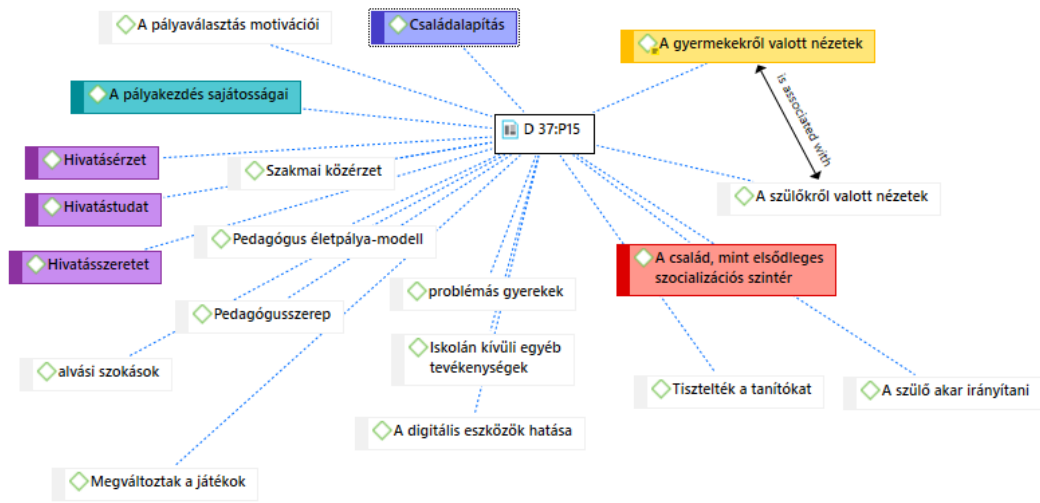 A pályaválasztás motivációi
Családalapítás
A gyermekekről valott nézetek
A pályakezdés sajátosságai
is associated with
D 37:P15
Hivatásérzet
Szakmai közérzet
Hivatástudat
A szülőkről valott nézetek
Pedagógus életpálya-modell
Hivatásszeretet
A család, mint elsődleges
szocializációs szintér
problémás gyerekek
Pedagógusszerep
Iskolán kívüli egyéb
tevékenységek
alvási szokások
Tisztelték a tanítókat
A szülő akar irányítani
A digitális eszközök hatása
Megváltoztak a játékok